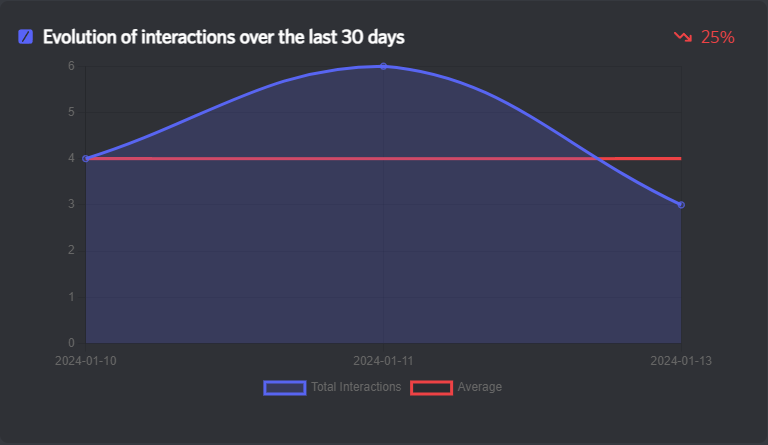 Evolution of interactions over the last 30 days
25%
6
5
4
3
2
1
0
2024-01-10 2024-01-11 2024-01-13
Total Interactions Average